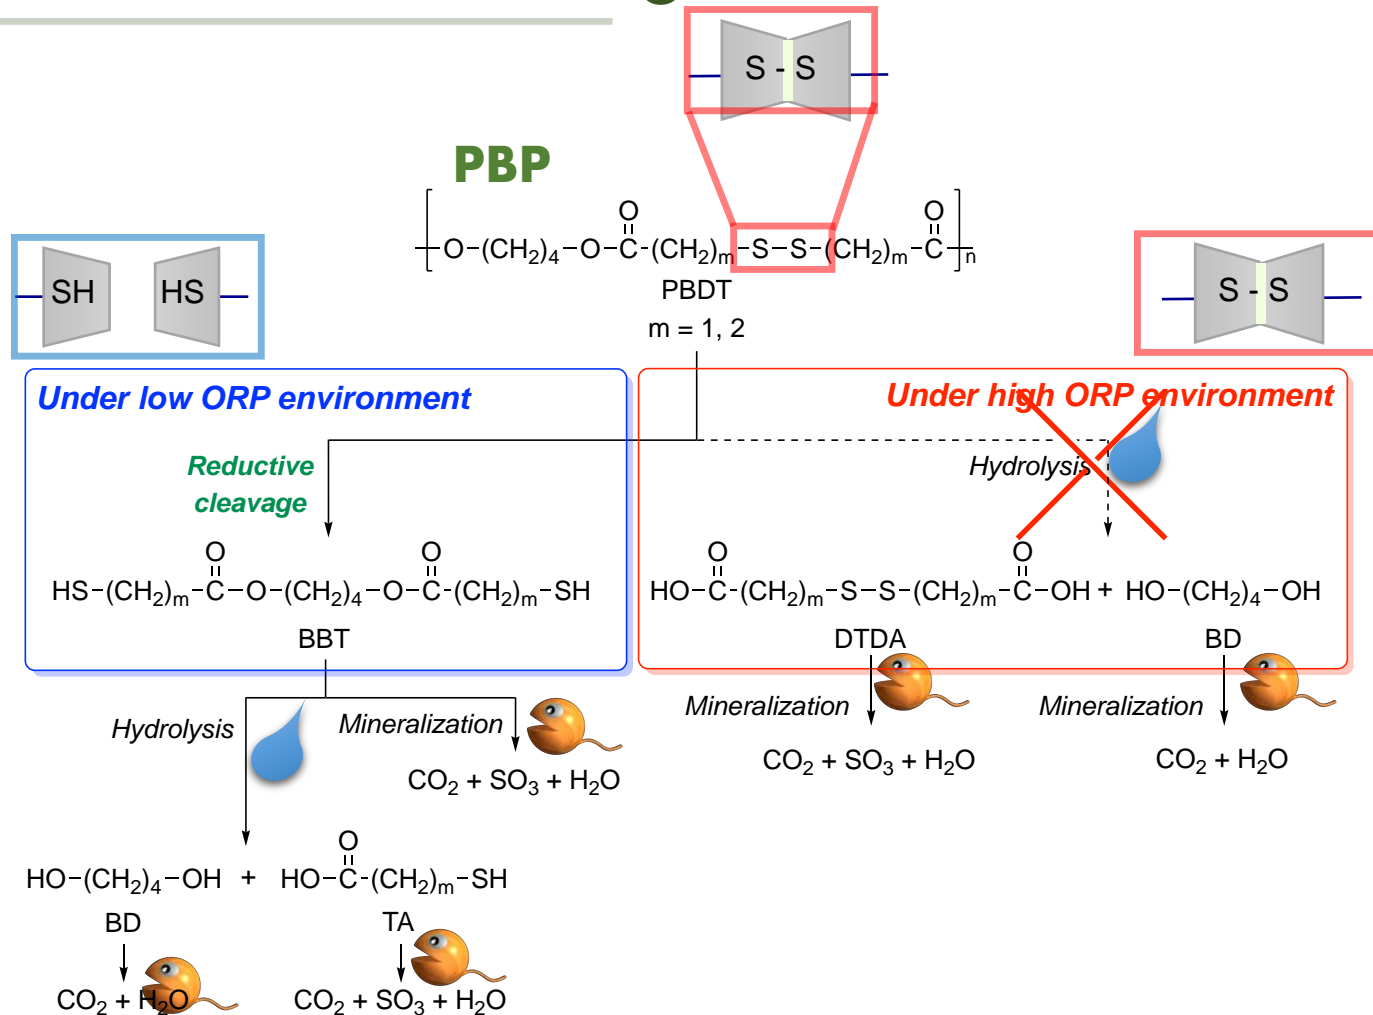 S - S
PBP
O–(CH2)4–O–C(=O)–(CH2)m–S–S–(CH2)m–C(=O) n
PBDT
m = 1, 2
SH HS
S - S
Under low ORP environment
Under high ORP environment
Reductive
cleavage
Hydrolysis
HS–(CH2)m–C(=O)–O–(CH2)4–O–C(=O)–(CH2)m–SH
BBT
HO–C(=O)–(CH2)m–S–S–(CH2)m–C(=O)–OH + HO–(CH2)4–OH
DTDA BD
Hydrolysis Mineralization
CO2 + SO3 + H2O
Mineralization Mineralization
CO2 + SO3 + H2O CO2 + H2O
HO–(CH2)4–OH + HO–C(=O)–(CH2)m–SH
BD TA
CO2 + H2O CO2 + SO3 + H2O